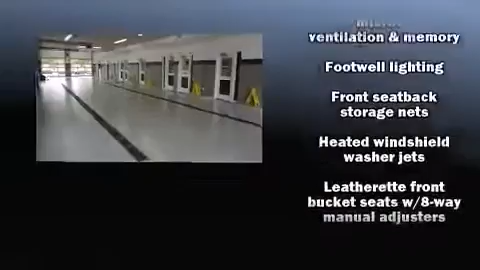 ventilation & memory
Footwell lighting
Front seatback
storage nets
Heated windshield
washer jets
Leatherette front
bucket seats w/8-way
manual adjusters